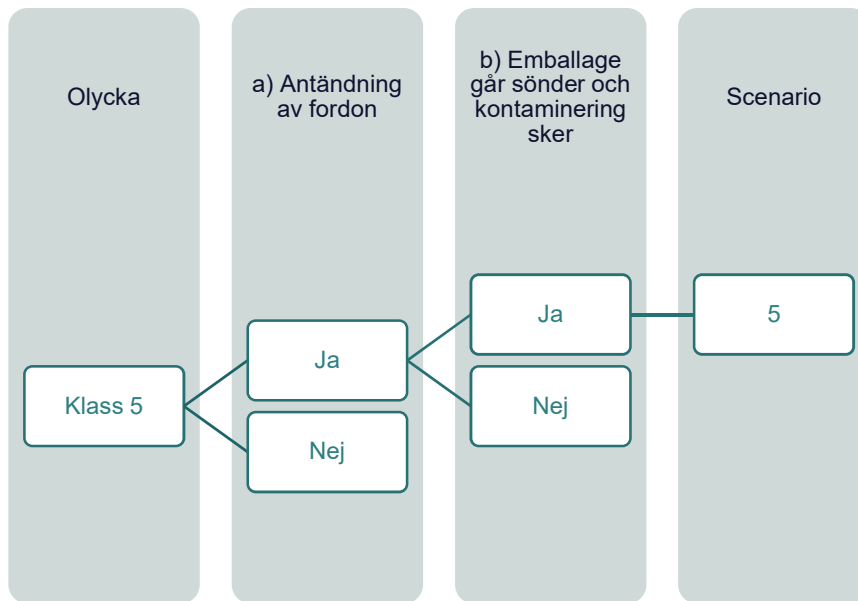 Olycka
a) Antändning
av fordon
b) Emballage
går sönder och
kontaminering
sker
Scenario
Klass 5
Ja
Nej
Ja
Nej
5